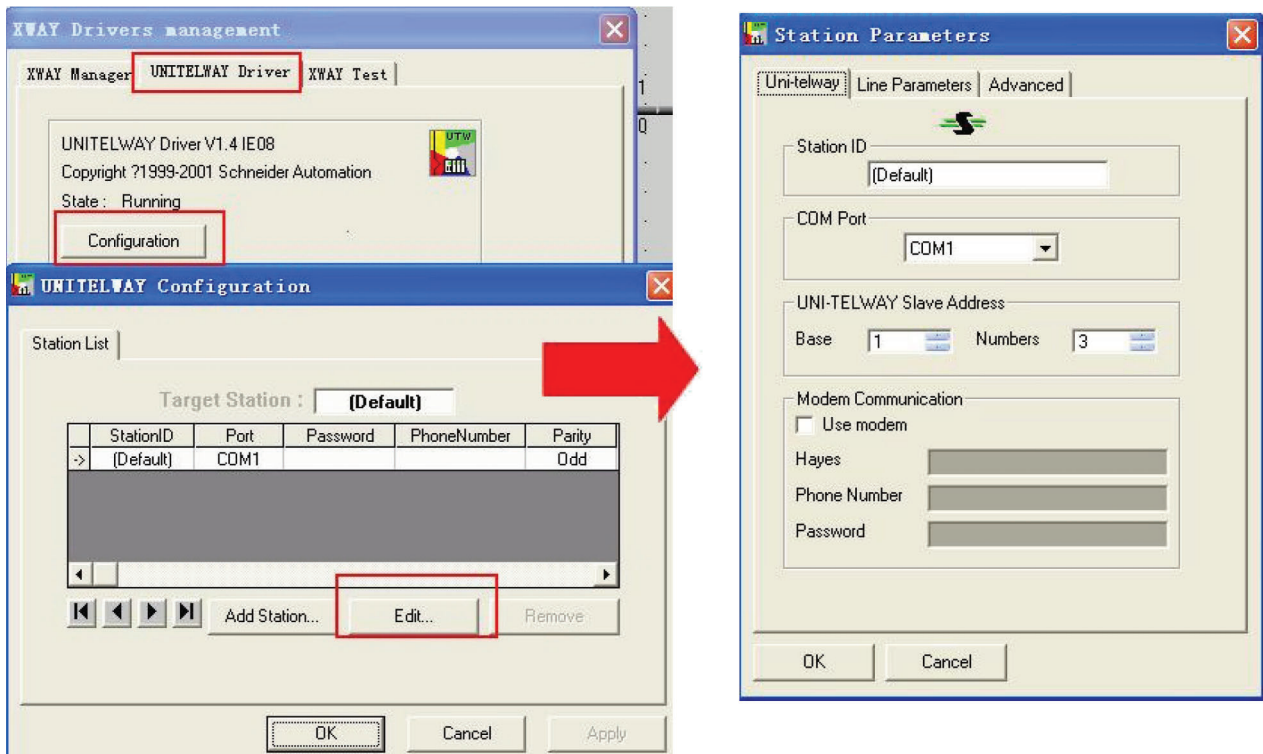 XWAY Drivers management
XWAY Manager UNITELWAY Driver XWAY Test
UTW
UNITELWAY Driver V1.4 IE08
Copyright ?1999-2001 Schneider Automation
State : Running
Configuration
1
0
UNITELWAY Configuration
Station List
Target Station : (Default)
StationID Port Password PhoneNumber Parity
-> (Default) COM1 Odd
Add Station... Edit... Remove
OK Cancel Apply
Station Parameters
Uni-telway Line Parameters Advanced
S
Station ID
(Default)
COM Port
COM1
UNI-TELWAY Slave Address
Base 1 Numbers 3
Modem Communication
Use modem
Hayes
Phone Number
Password
OK Cancel